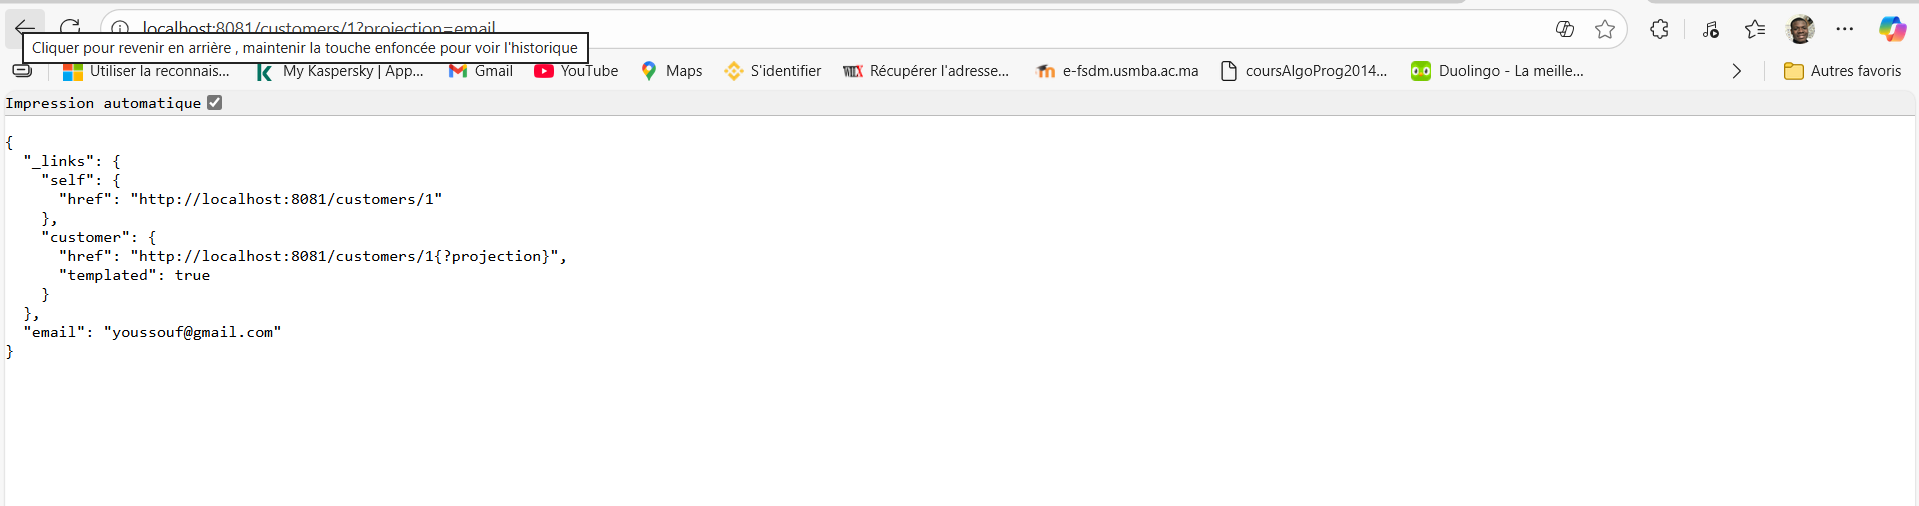 localhost:8081/customers/1?projection=email
Cliquer pour revenir en arrière , maintenir la touche enfoncée pour voir l'historique
Utiliser la reconnais... My Kaspersky | App... Gmail YouTube Maps S'identifier WIX Récupérer l'adresse... e-fsdm.usmba.ac.ma coursAlgoProg2014... Duolingo - La meille... Autres favoris
Impression automatique
{
  "_links": {
    "self": {
      "href": "http://localhost:8081/customers/1"
    },
    "customer": {
      "href": "http://localhost:8081/customers/1{?projection}",
      "templated": true
    }
  },
  "email": "youssouf@gmail.com"
}